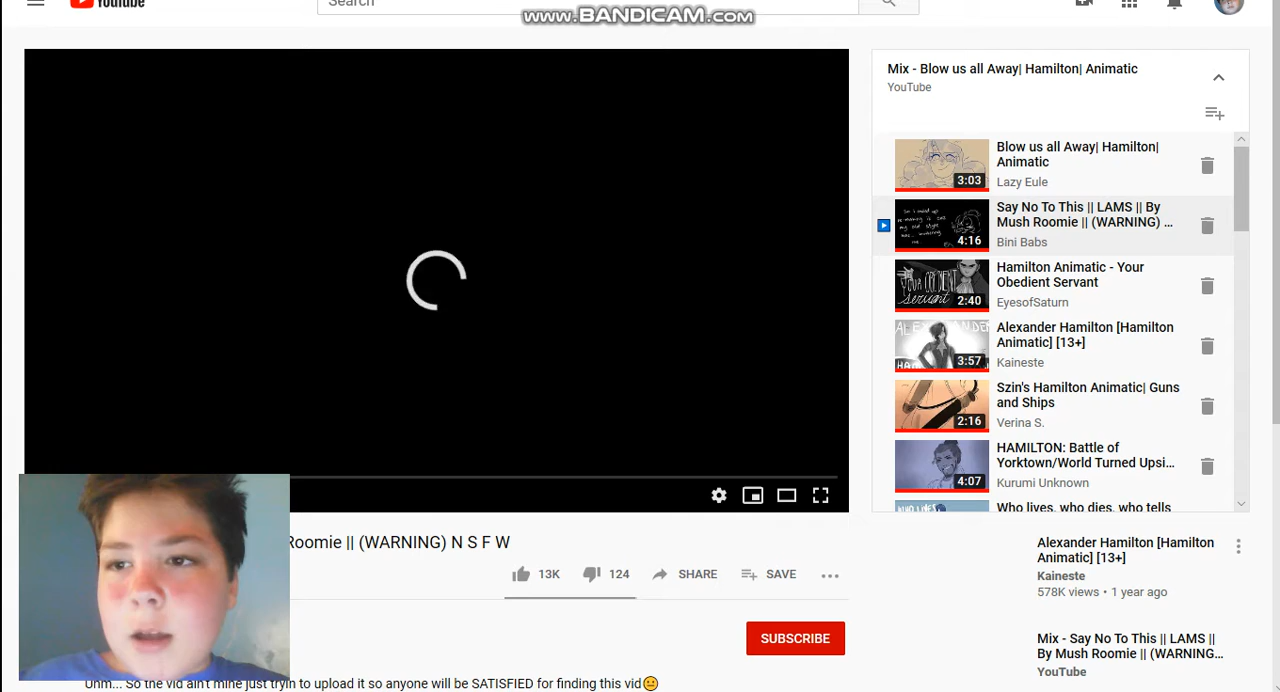 YouTube
Search
www.BANDICAM.com
Mix - Blow us all Away| Hamilton| Animatic
YouTube
Blow us all Away| Hamilton|
Animatic
Lazy Eule
3:03
Say No To This || LAMS || By
Mush Roomie || (WARNING) ...
Bini Babs
4:16
Hamilton Animatic - Your
Obedient Servant
EyesofSaturn
2:40
Alexander Hamilton [Hamilton
Animatic] [13+]
Kaineste
3:57
Szin's Hamilton Animatic| Guns
and Ships
Verina S.
2:16
HAMILTON: Battle of
Yorktown/World Turned Upsi...
Kurumi Unknown
4:07
Who lives, who dies, who tells
Roomie || (WARNING) N S F W
13K
124
SHARE
SAVE
SUBSCRIBE
Unm... So the vid ain't mine just tryin to upload it so anyone will be SATISFIED for finding this vid😐
Alexander Hamilton [Hamilton
Animatic] [13+]
Kaineste
578K views • 1 year ago
Mix - Say No To This || LAMS ||
By Mush Roomie || (WARNING...
YouTube